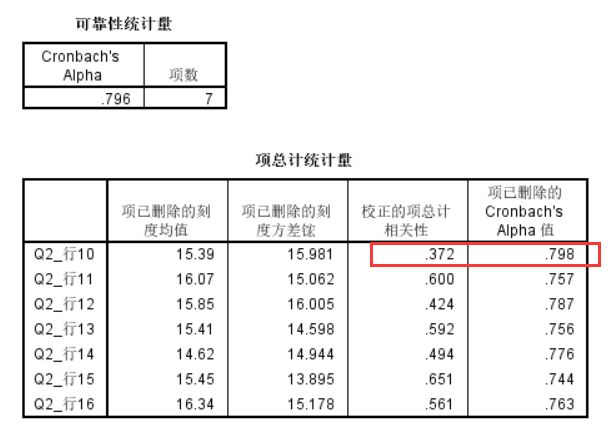 可靠性统计量
Cronbach's Alpha 项数
.796 7
项总计统计量
项已删除的刻度均值 项已删除的刻度方差 校正的项总计相关性 项已删除的 Cronbach's Alpha 值
Q2_行10 15.39 15.981 .372 .798
Q2_行11 16.07 15.062 .600 .757
Q2_行12 15.85 16.005 .424 .787
Q2_行13 15.41 14.598 .592 .756
Q2_行14 14.62 14.944 .494 .776
Q2_行15 15.45 13.895 .651 .744
Q2_行16 16.34 15.178 .561 .763